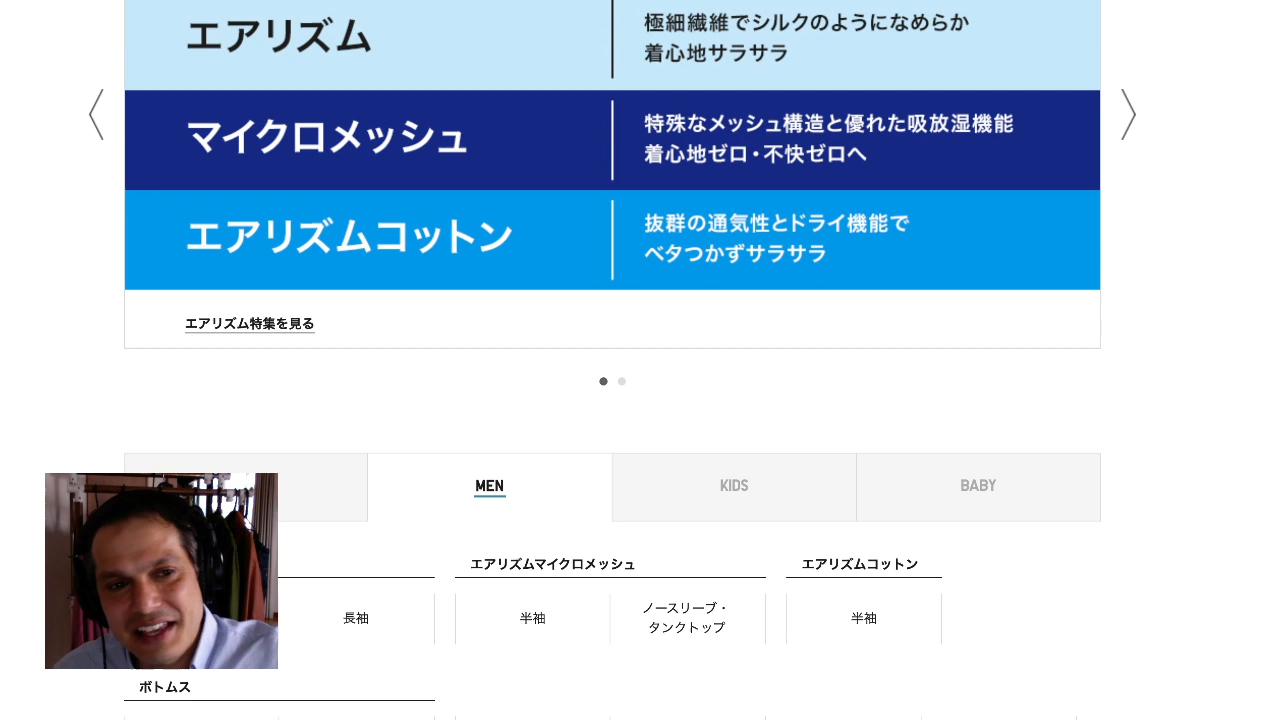 エアリズム
極細繊維でシルクのようになめらか
着心地サラサラ
マイクロメッシュ
特殊なメッシュ構造と優れた吸放湿機能
着心地ゼロ・不快ゼロへ
エアリズムコットン
抜群の通気性とドライ機能で
ベタつかずサラサラ
エアリズム特集を見る
MEN
KIDS
BABY
エアリズムマイクロメッシュ
エアリズムコットン
長袖
半袖
ノースリーブ・
タンクトップ
半袖
ボトムス